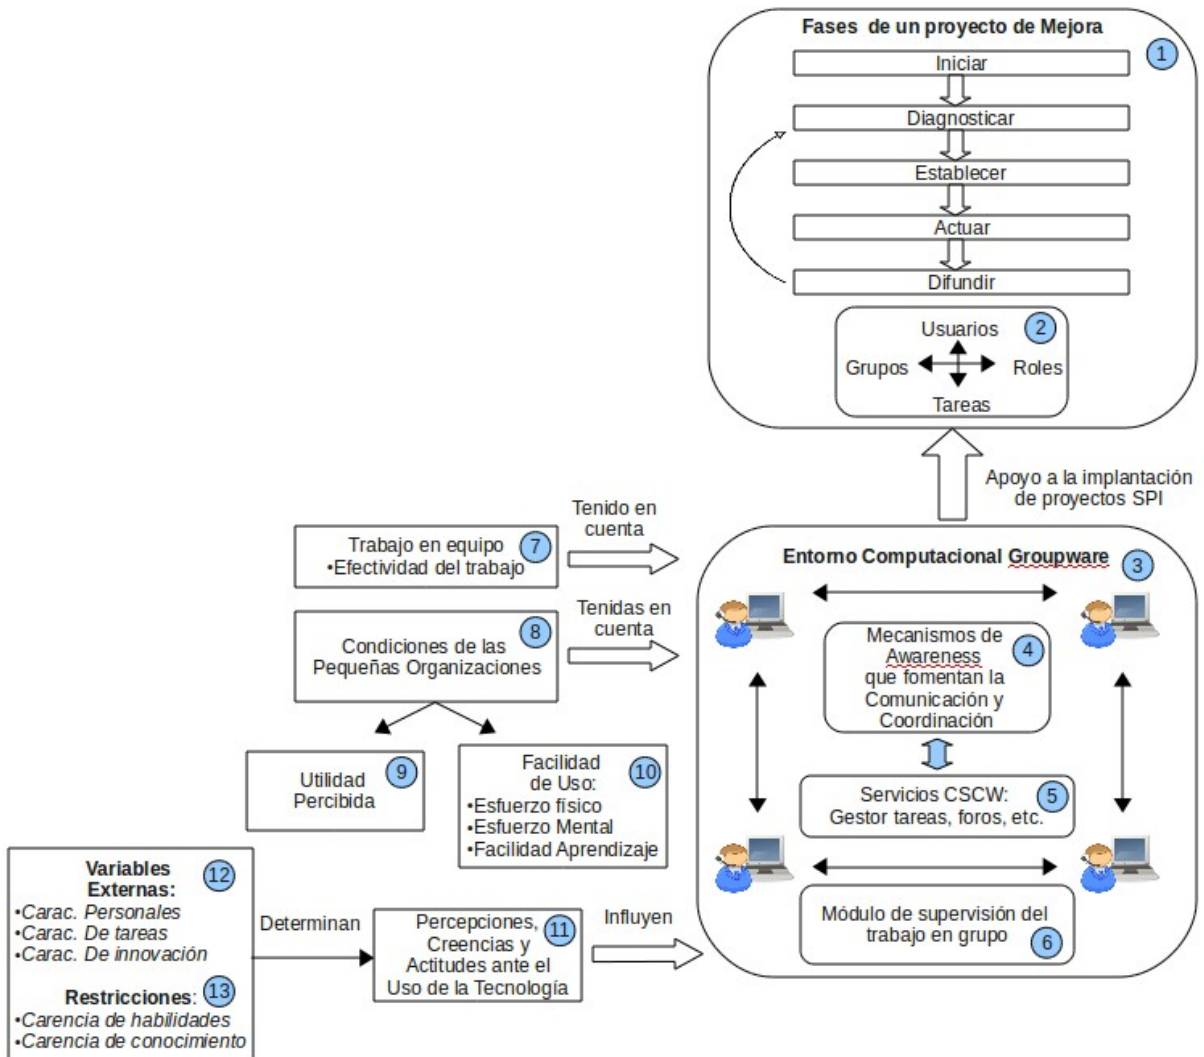 Fases de un proyecto de Mejora
1
Iniciar
Diagnosticar
Establecer
Actuar
Difundir
2
Usuarios
Grupos
Roles
Tareas
Apoyo a la implantación
de proyectos SPI
Trabajo en equipo
•Efectividad del trabajo
7
Tenido en
cuenta
Condiciones de las
Pequeñas Organizaciones
8
Tenidas en
cuenta
Utilidad
Percibida
9
Facilidad
de Uso:
•Esfuerzo físico
•Esfuerzo Mental
•Facilidad Aprendizaje
10
Variables
Externas:
12
•Carac. Personales
•Carac. De tareas
•Carac. De innovación
Restricciones:
13
•Carencia de habilidades
•Carencia de conocimiento
Determinan
Percepciones,
Creencias y
Actitudes ante el
Uso de la Tecnología
11
Influyen
Entorno Computacional Groupware
3
Mecanismos de
Awareness
que fomentan la
Comunicación y
Coordinación
4
Servicios CSCW:
Gestor tareas, foros, etc.
5
Módulo de supervisión del
trabajo en grupo
6